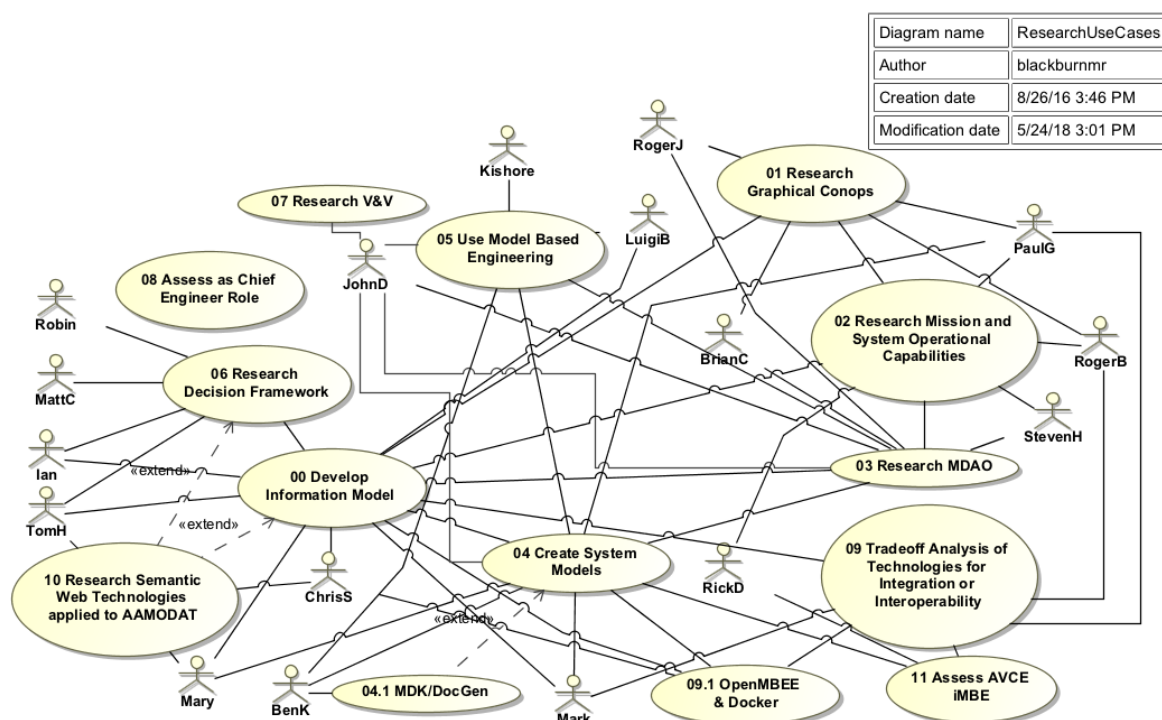 Diagram name ResearchUseCases
Author blackburnmr
Creation date 8/26/16 3:46 PM
Modification date 5/24/18 3:01 PM
RogerJ
Kishore
01 Research
Graphical Conops
07 Research V&V
05 Use Model Based
Engineering
LuigiB
PaulG
JohnD
08 Assess as Chief
Engineer Role
Robin
02 Research Mission and
System Operational
Capabilities
BrianC
RogerB
06 Research
Decision Framework
MattC
StevenH
Ian
«extend»
00 Develop
Information Model
03 Research MDAO
TomH
«extend»
04 Create System
Models
09 Tradeoff Analysis of
Technologies for
Integration or
Interoperability
10 Research Semantic
Web Technologies
applied to AAMODAT
ChrisS
RickD
«extend»
Mary
BenK
04.1 MDK/DocGen
Mark
09.1 OpenMBEE
& Docker
11 Assess AVCE
iMBE